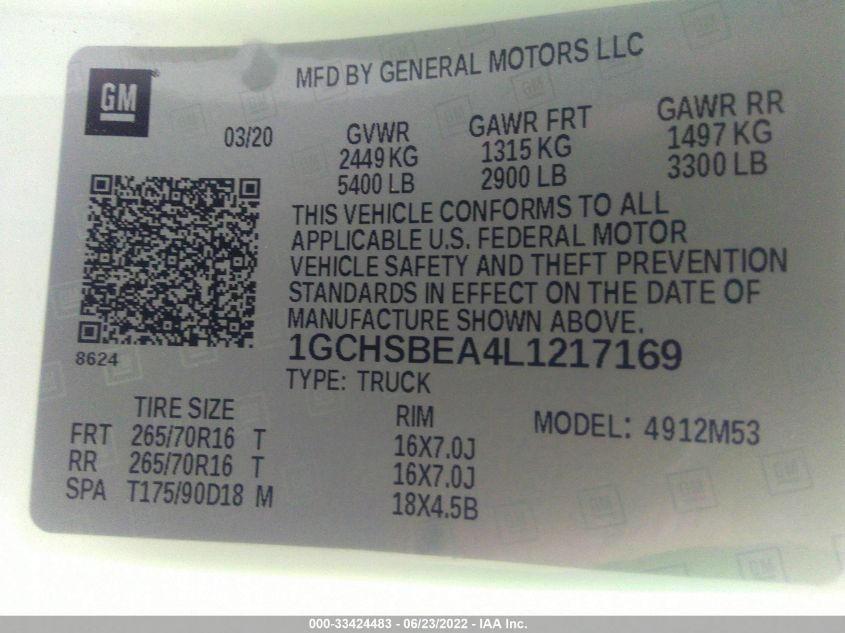 MFD BY GENERAL MOTORS LLC
GM
®
03/20
GVWR GAWR FRT GAWR RR
2449 KG 1315 KG 1497 KG
5400 LB 2900 LB 3300 LB
THIS VEHICLE CONFORMS TO ALL
APPLICABLE U.S. FEDERAL MOTOR
VEHICLE SAFETY AND THEFT PREVENTION
STANDARDS IN EFFECT ON THE DATE OF
MANUFACTURE SHOWN ABOVE.
8624
1GCHSBEA4L1217169
TYPE: TRUCK
TIRE SIZE RIM MODEL: 4912M53
FRT 265/70R16 T 16X7.0J
RR 265/70R16 T 16X7.0J
SPA T175/90D18 M 18X4.5B
000-33424483 - 06/23/2022 - IAA Inc.